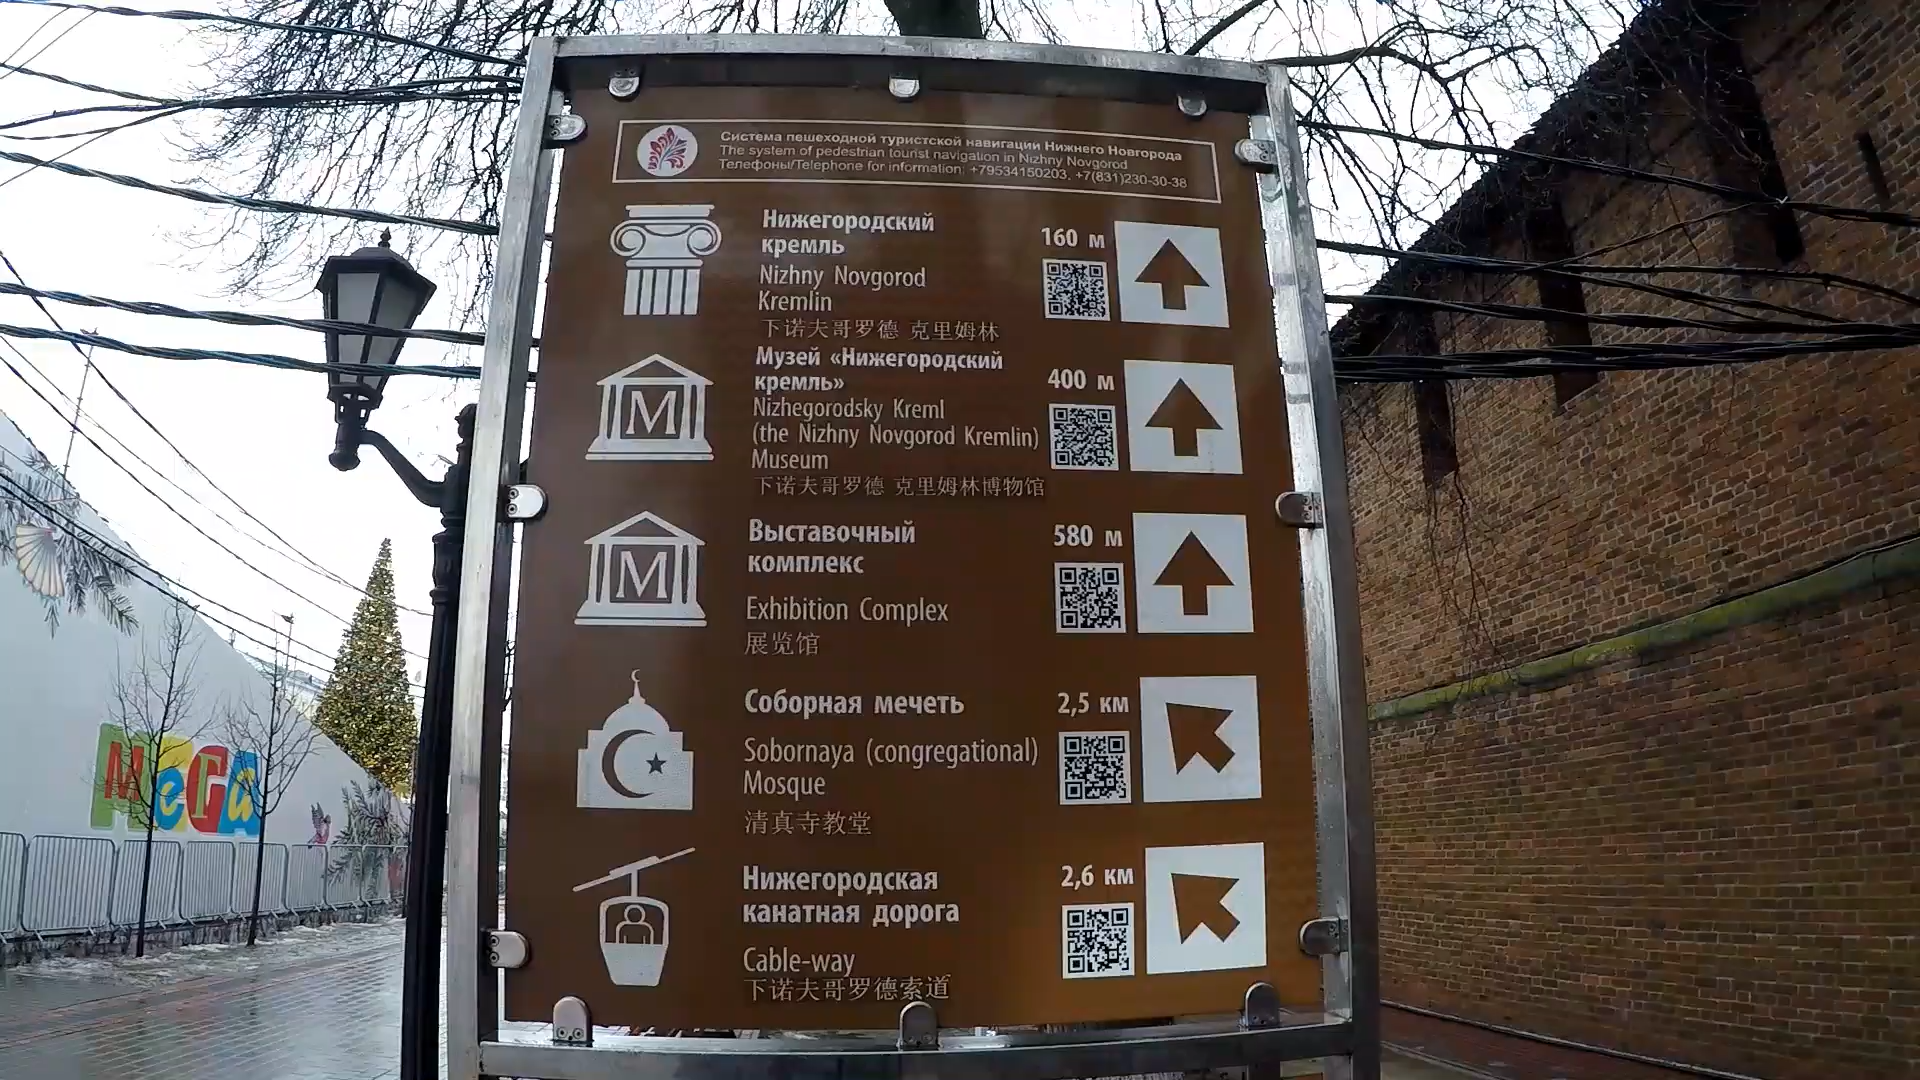 Система пешеходной туристской навигации Нижнего Новгорода
The system of pedestrian tourist navigation in Nizhny Novgorod
Телефоны/Telephone for information: +79534150203, +7(831)230-30-38
Нижегородский
кремль
160 м
Nizhny Novgorod
Kremlin
下诺夫哥罗德 克里姆林
Музей «Нижегородский
кремль»
400 м
M
Nizhegorodsky Kreml
(the Nizhny Novgorod Kremlin)
Museum
下诺夫哥罗德 克里姆林博物馆
Выставочный
комплекс
580 м
M
Exhibition Complex
展览馆
Соборная мечеть
2,5 км
Sobornaya (congregational)
Mosque
清真寺教堂
Нижегородская
канатная дорога
2,6 км
Cable-way
下诺夫哥罗德索道
Мега